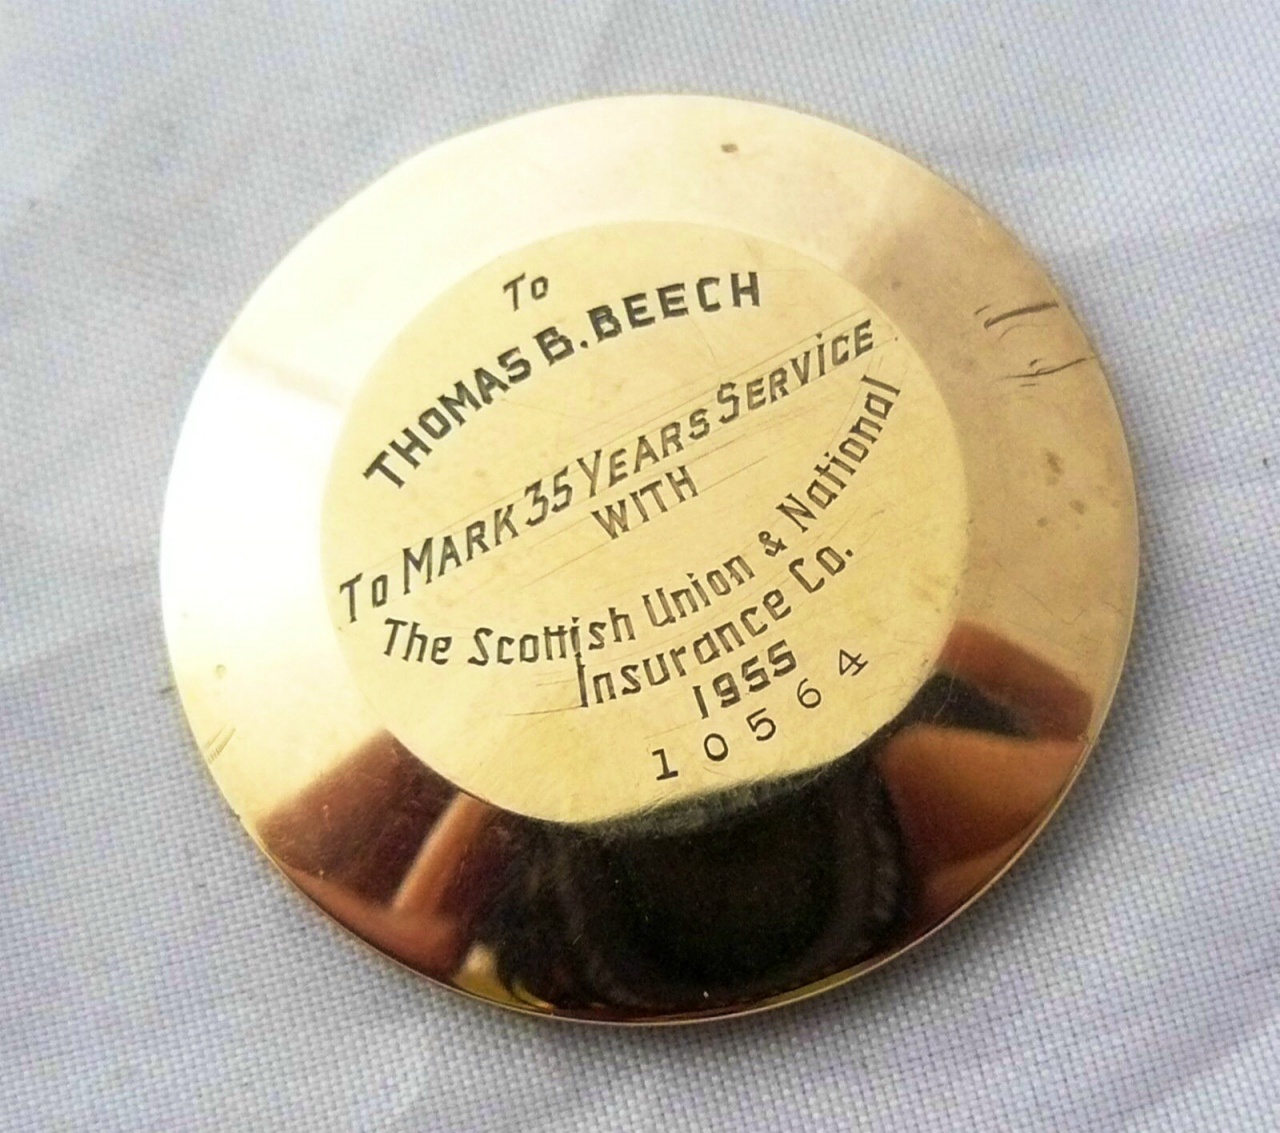 To
THOMAS B. BEECH
To MARK 35 YEARS SERVICE
WITH
The Scottish Union & National
Insurance Co.
1955
10564